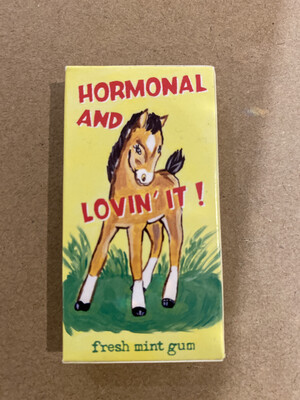 HORMONAL
AND
LOVIN' IT !
fresh mint gum